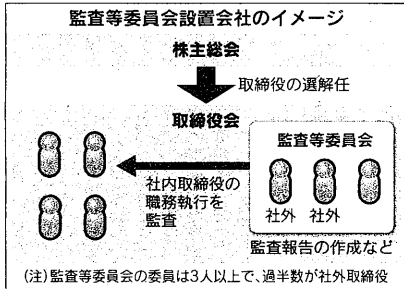 監査等委員会設置会社のイメージ
株主総会
取締役の選解任
取締役会
監査等委員会
社内取締役の
職務執行を
監査
社外 社外
監査報告の作成など
(注)監査等委員会の委員は3人以上で、過半数が社外取締役